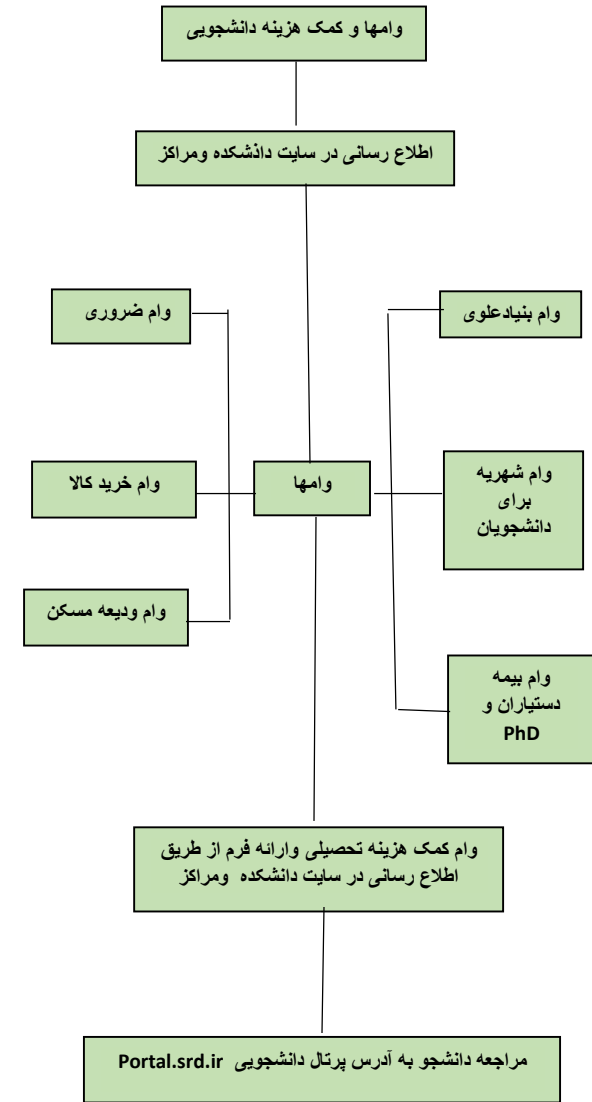 وامها و کمک هزینه دانشجویی
اطلاع رسانی در سایت داذشکده ومراکز
وام بنیادعلوی
وام ضروری
وام شهریه
برای
دانشجویان
وامها
وام خرید کالا
وام ودیعه مسکن
وام بیمه
دستیاران و
PhD
وام کمک هزینه تحصیلی وارائه فرم از طریق
اطلاع رسانی در سایت دانشکده ومراکز
مراجعه دانشجو به آدرس پرتال دانشجویی Portal.srd.ir